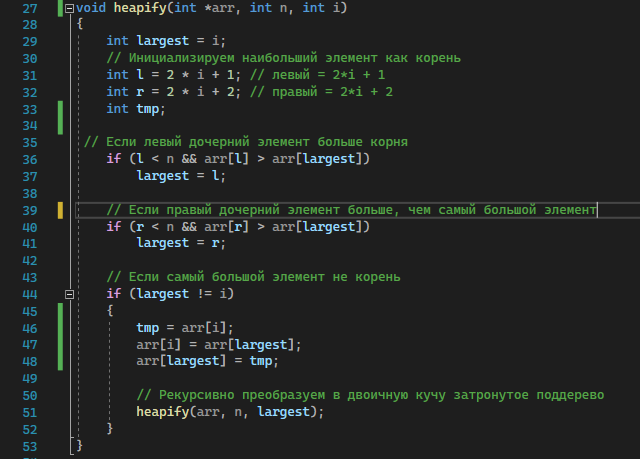 27 void heapify(int *arr, int n, int i)
28 {
29 int largest = i;
30 // Инициализируем наибольший элемент как корень
31 int l = 2 * i + 1; // левый = 2*i + 1
32 int r = 2 * i + 2; // правый = 2*i + 2
33 int tmp;
34
35 // Если левый дочерний элемент больше корня
36 if (l < n && arr[l] > arr[largest])
37 largest = l;
38
39 // Если правый дочерний элемент больше, чем самый большой элемент
40 if (r < n && arr[r] > arr[largest])
41 largest = r;
42
43 // Если самый большой элемент не корень
44 if (largest != i)
45 {
46 tmp = arr[i];
47 arr[i] = arr[largest];
48 arr[largest] = tmp;
49
50 // Рекурсивно преобразуем в двоичную кучу затронутое поддерево
51 heapify(arr, n, largest);
52 }
53 }